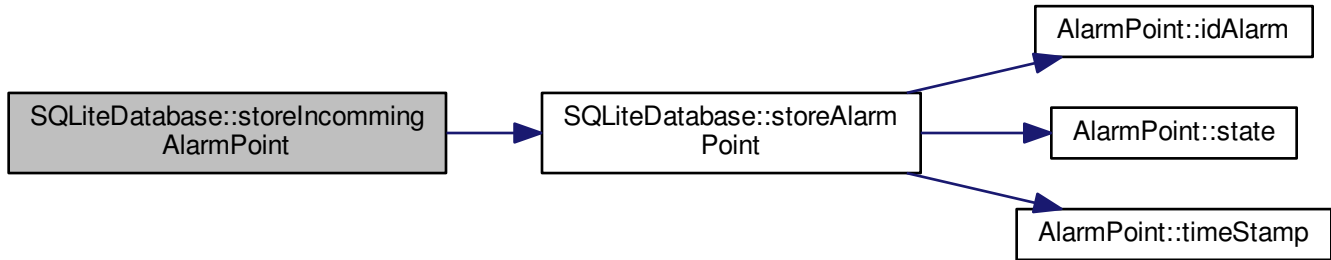 SQLiteDatabase::storeIncomming
AlarmPoint
SQLiteDatabase::storeAlarm
Point
AlarmPoint::idAlarm
AlarmPoint::state
AlarmPoint::timeStamp